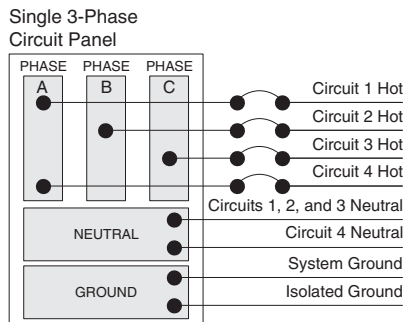 Single 3-Phase
Circuit Panel
PHASE PHASE PHASE
A B C
Circuit 1 Hot
Circuit 2 Hot
Circuit 3 Hot
Circuit 4 Hot
Circuits 1, 2, and 3 Neutral
NEUTRAL
Circuit 4 Neutral
System Ground
GROUND
Isolated Ground